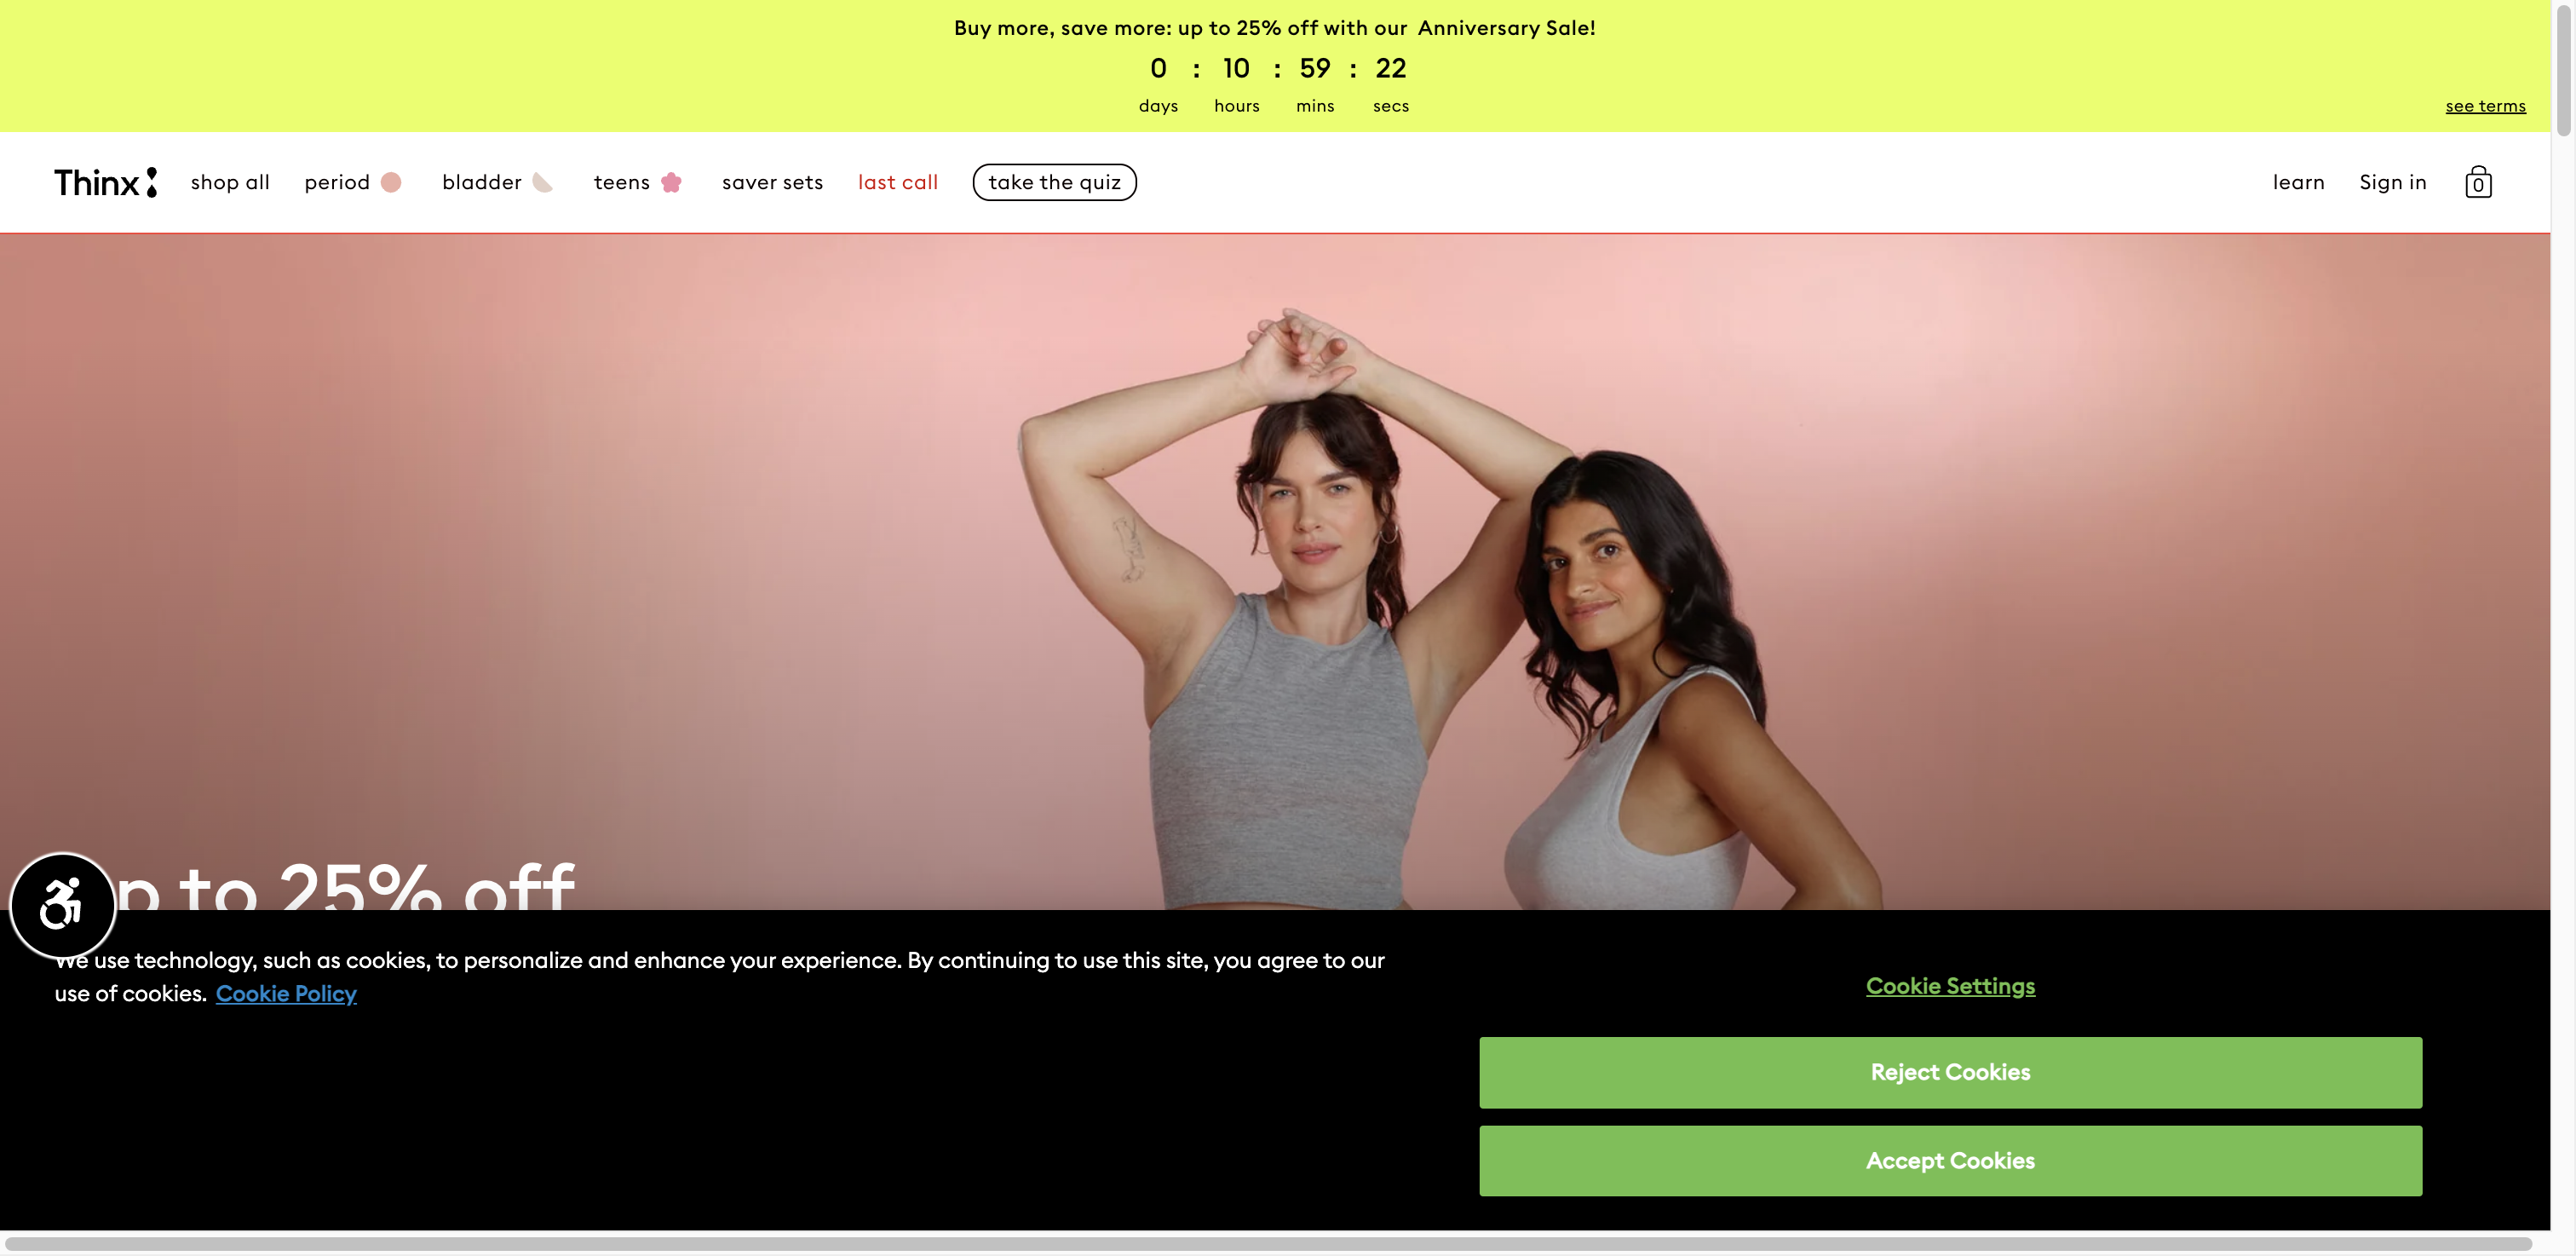 Buy more, save more: up to 25% off with our Anniversary Sale!
0 : 10 : 59 : 22
days hours mins secs
see terms
Thinx shop all period bladder teens saver sets last call take the quiz learn Sign in 0
p to 25% off
We use technology, such as cookies, to personalize and enhance your experience. By continuing to use this site, you agree to our
use of cookies. Cookie Policy
Cookie Settings
Reject Cookies
Accept Cookies